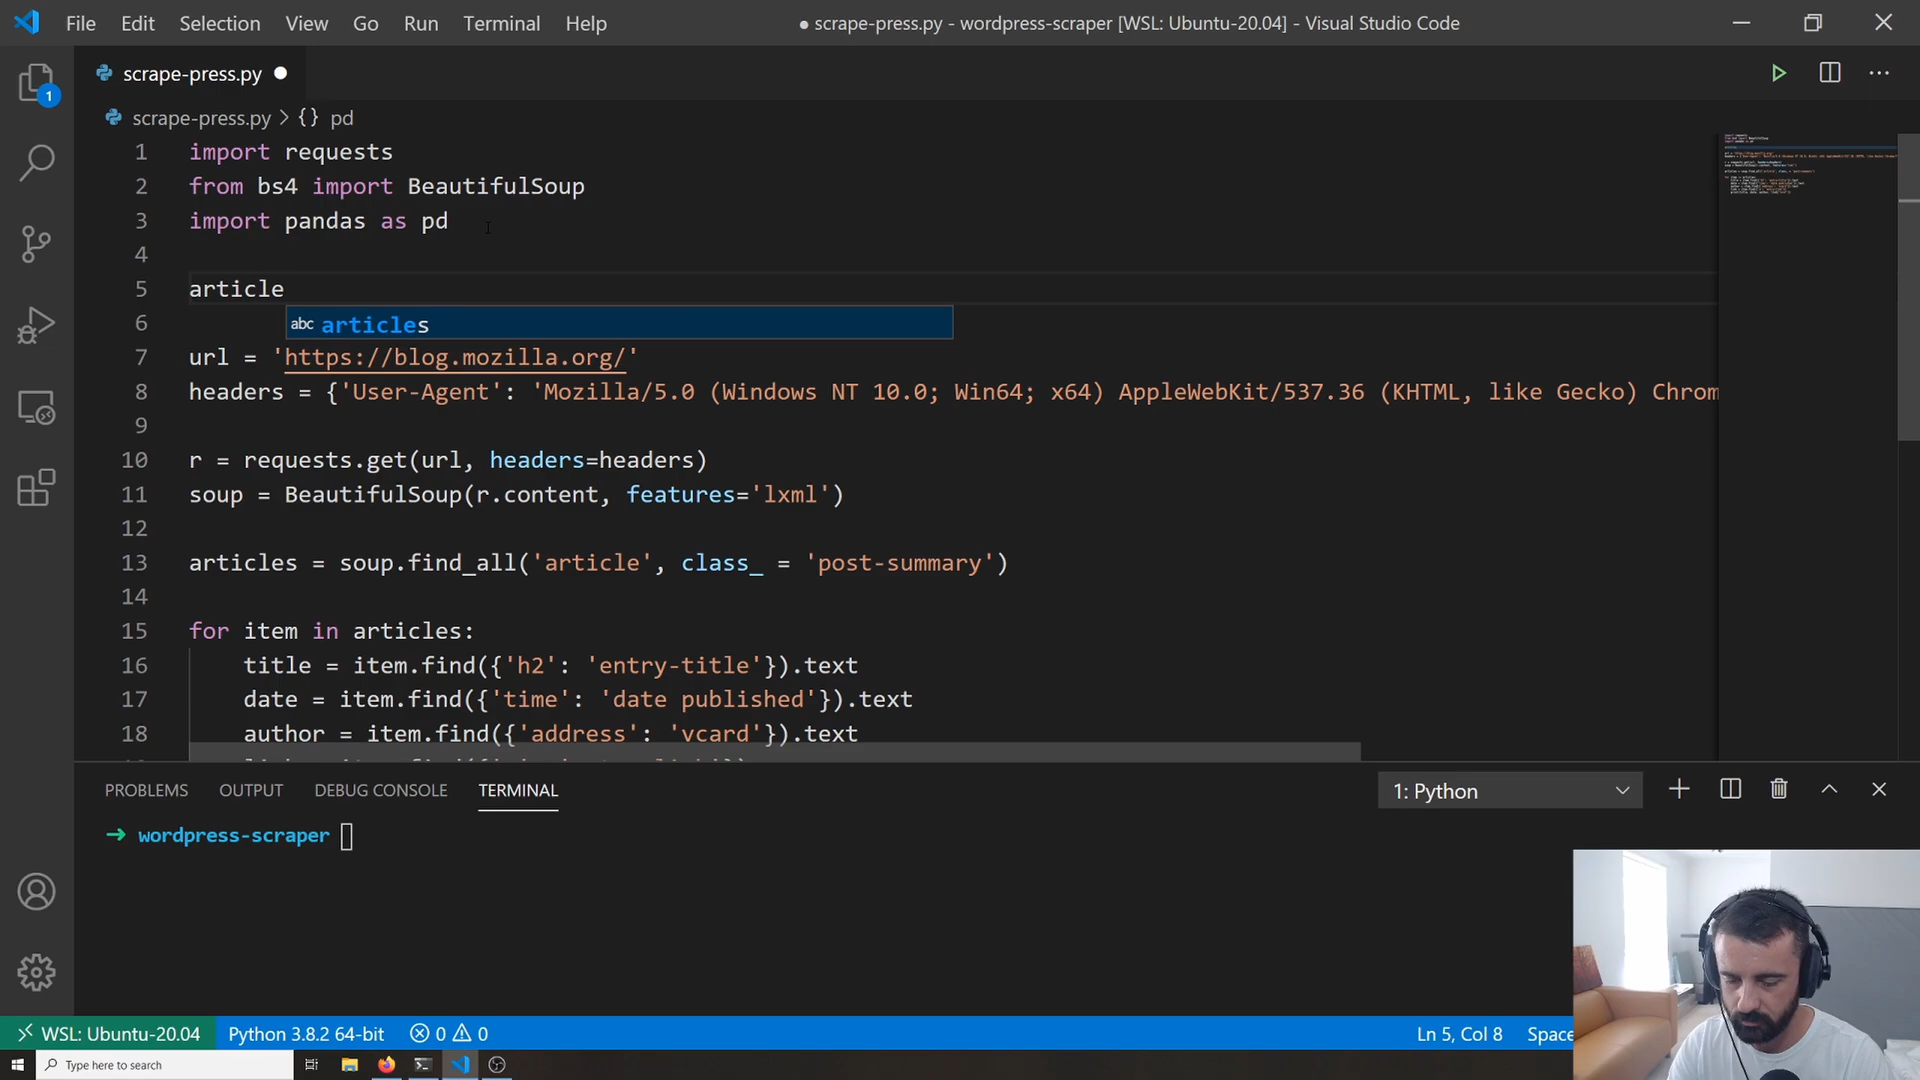 File Edit Selection View Go Run Terminal Help
● scrape-press.py - wordpress-scraper [WSL: Ubuntu-20.04] - Visual Studio Code
scrape-press.py ●
scrape-press.py > {} pd
1 import requests
2 from bs4 import BeautifulSoup
3 import pandas as pd
4
5 article
abc articles
6
7 url = 'https://blog.mozilla.org/'
8 headers = {'User-Agent': 'Mozilla/5.0 (Windows NT 10.0; Win64; x64) AppleWebKit/537.36 (KHTML, like Gecko) Chrom
9
10 r = requests.get(url, headers=headers)
11 soup = BeautifulSoup(r.content, features='lxml')
12
13 articles = soup.find_all('article', class_ = 'post-summary')
14
15 for item in articles:
16 title = item.find({'h2': 'entry-title'}).text
17 date = item.find({'time': 'date published'}).text
18 author = item.find({'address': 'vcard'}).text
PROBLEMS OUTPUT DEBUG CONSOLE TERMINAL 1: Python
→ wordpress-scraper
1
WSL: Ubuntu-20.04 Python 3.8.2 64-bit 0 0 Ln 5, Col 8 Space
Type here to search